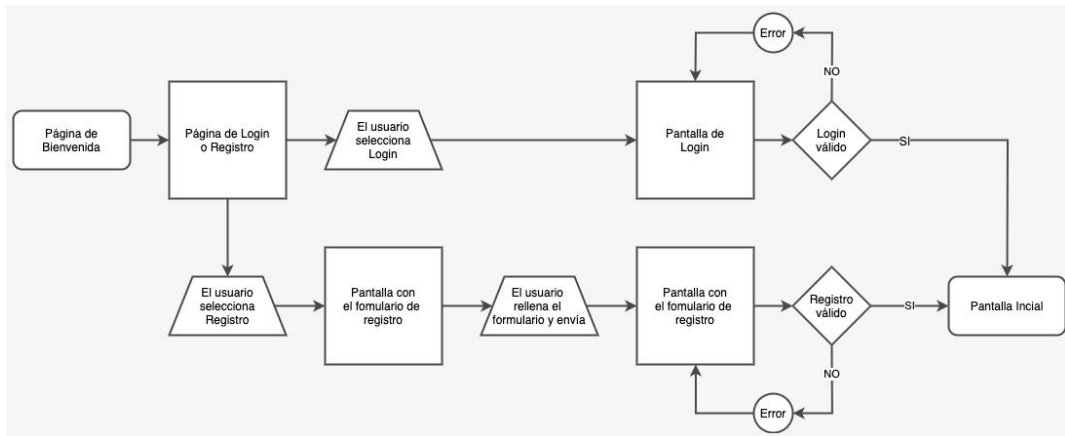 Error
NO
Página de
Bienvenida
Página de Login
o Registro
El usuario
selecciona
Login
Pantalla de
Login
Login
válido
SI
El usuario
selecciona
Registro
Pantalla con
el fomulario de
registro
El usuario
rellena el
formulario y envía
Pantalla con
el fomulario de
registro
Registro
válido
SI
Pantalla Incial
NO
Error